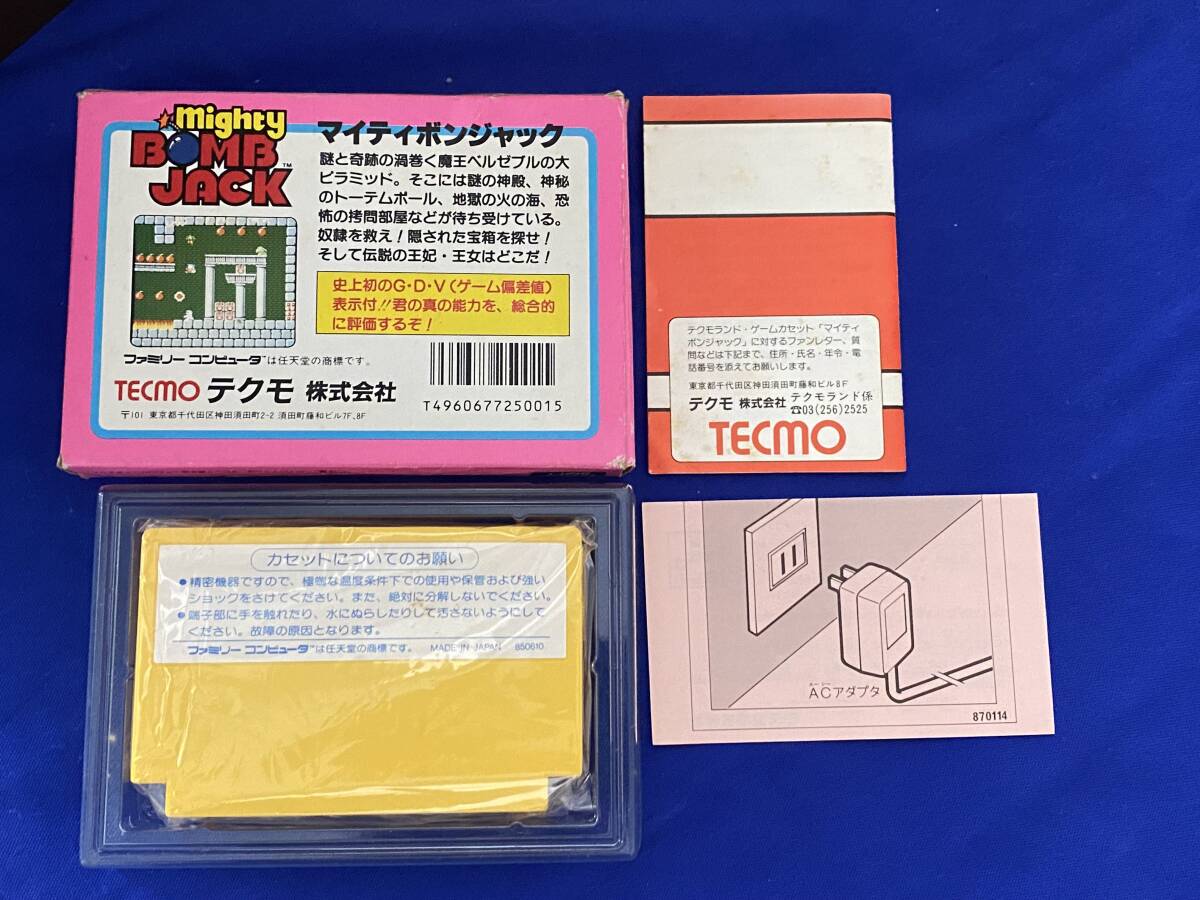 mighty
BOMB
JACK
TM
マイティボンジャック
謎と奇跡の渦巻く魔王ベルゼブルの大
ピラミッド。そこには謎の神殿、神秘
のトーテムポール、地獄の火の海、恐
怖の拷問部屋などが待ち受けている。
奴隷を救え！隠された宝箱を探せ！
そして伝説の王妃・王女はどこだ！
史上初のG・D・V（ゲーム偏差値）
表示付!!君の真の能力を、総合的
に評価するぞ！
ファミリー コンピュータ™は任天堂の商標です。
TECMO テクモ 株式会社
〒101 東京都千代田区神田須田町2-2 須田町藤和ビル7F、8F
T4960677250015
テクモランド・ゲームカセット「マイティ
ボンジャック」に対するファンレター、質
問などは下記まで、住所・氏名・年令・電
話番号を添えてお願いします。
東京都千代田区神田須田町藤和ビル8F
テクモ 株式会社 テクモランド係
☎03(256)2525
TECMO
カセットについてのお願い
●精密機器ですので、極端な温度条件下での使用や保管および強い
ショックをさけてください。また、絶対に分解しないでください。
●端子部に手を触れたり、水にぬらしたりして汚さないようにして
ください。故障の原因となります。
ファミリー コンピュータ™は任天堂の商標です。 MADE IN JAPAN 850610
エーシー
ACアダプタ
870114